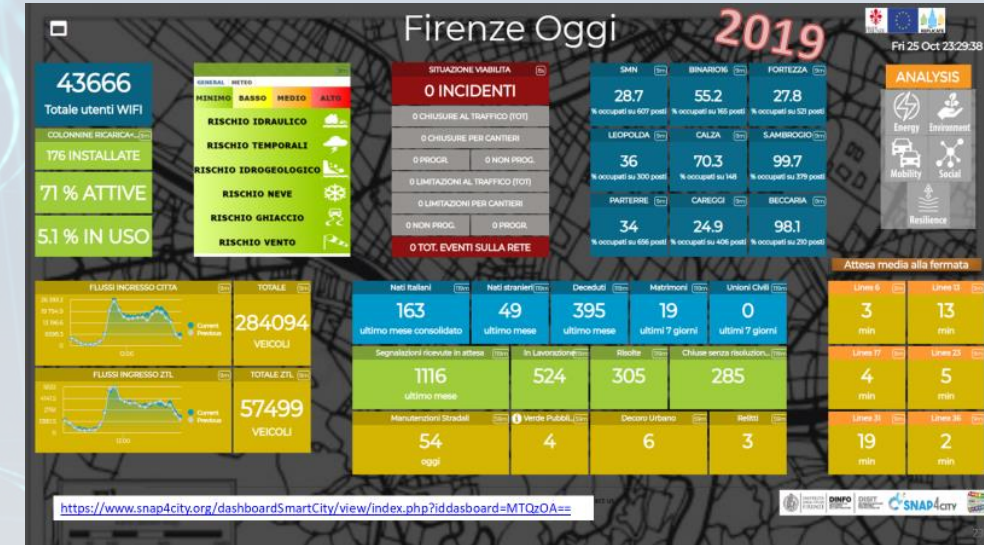 Firenze Oggi
2019
Fri 25 Oct 23:29:38
43666
Totale utenti WIFI
COLONNINE RICARICA
176 INSTALLATE
71 % ATTIVE
5.1 % IN USO
GENERAL METEO
MINIMO BASSO MEDIO ALTO
RISCHIO IDRAULICO
RISCHIO TEMPORALI
RISCHIO IDROGEOLOGICO
RISCHIO NEVE
RISCHIO GHIACCIO
RISCHIO VENTO
SITUAZIONE VIABILITA
0 INCIDENTI
0 CHIUSURE AL TRAFFICO (TOT)
0 CHIUSURE PER CANTIERI
0 PROGR. 0 NON PROG.
0 LIMITAZIONI AL TRAFFICO (TOT)
0 LIMITAZIONI PER CANTIERI
0 NON PROG. 0 PROGR.
0 TOT. EVENTI SULLA RETE
SMN BINARIO16 FORTEZZA
28.7 55.2 27.8
% occupati su 607 posti % occupati su 165 posti % occupati su 521 posti
LEOPOLDA CALZA S.AMBROGIO
36 70.3 99.7
% occupati su 300 posti % occupati su 148 % occupati su 379 posti
PARTERRE CAREGGI BECCARIA
34 24.9 98.1
% occupati su 656 posti % occupati su 406 posti % occupati su 210 posti
ANALYSIS
Energy Environment
Mobility Social
Resilience
FLUSSI INGRESSO CITTA TOTALE
Current
Previous
284094
VEICOLI
FLUSSI INGRESSO ZTL TOTALE ZTL
Current
Previous
57499
VEICOLI
Nati Italiani Nati stranieri Deceduti Matrimoni Unioni Civili
163 49 395 19 0
ultimo mese consolidato ultimo mese ultimo mese ultimi 7 giorni ultimi 7 giorni
Segnalazioni ricevute in attesa In Lavorazione Risolte Chiuse senza risoluzion...
1116 524 305 285
ultimo mese
Manutenzioni Stradali Verde Pubbli... Decoro Urbano Relitti
54 4 6 3
oggi
Attesa media alla fermata
Linea 6 Linea 13
3 13
min min
Linea 17 Linea 23
4 5
min min
Linea 31 Linea 36
19 2
min min
https://www.snap4city.org/dashboardSmartCity/view/index.php?iddasboard=MTQzOA==
DINFO DISIT SNAP4CITY